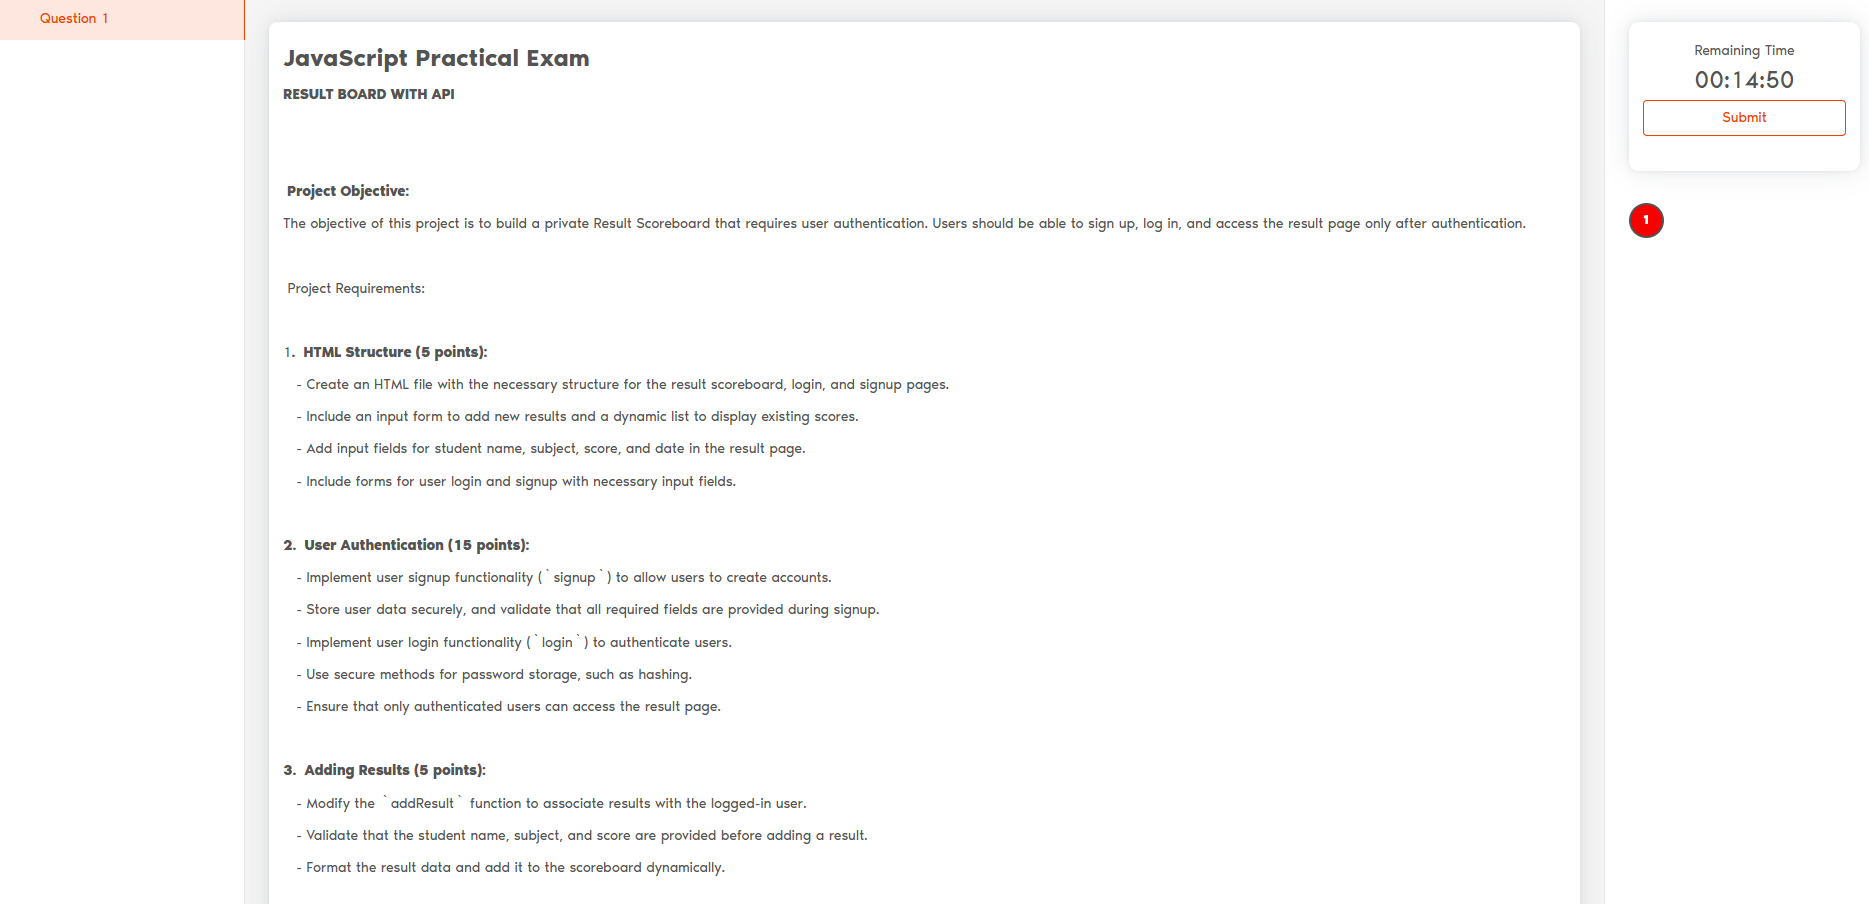 Question 1
JavaScript Practical Exam
RESULT BOARD WITH API
Project Objective:
The objective of this project is to build a private Result Scoreboard that requires user authentication. Users should be able to sign up, log in, and access the result page only after authentication.
Project Requirements:
1. HTML Structure (5 points):
- Create an HTML file with the necessary structure for the result scoreboard, login, and signup pages.
- Include an input form to add new results and a dynamic list to display existing scores.
- Add input fields for student name, subject, score, and date in the result page.
- Include forms for user login and signup with necessary input fields.
2. User Authentication (15 points):
- Implement user signup functionality (`signup`) to allow users to create accounts.
- Store user data securely, and validate that all required fields are provided during signup.
- Implement user login functionality (`login`) to authenticate users.
- Use secure methods for password storage, such as hashing.
- Ensure that only authenticated users can access the result page.
3. Adding Results (5 points):
- Modify the `addResult` function to associate results with the logged-in user.
- Validate that the student name, subject, and score are provided before adding a result.
- Format the result data and add it to the scoreboard dynamically.
Remaining Time
00:14:50
Submit
1